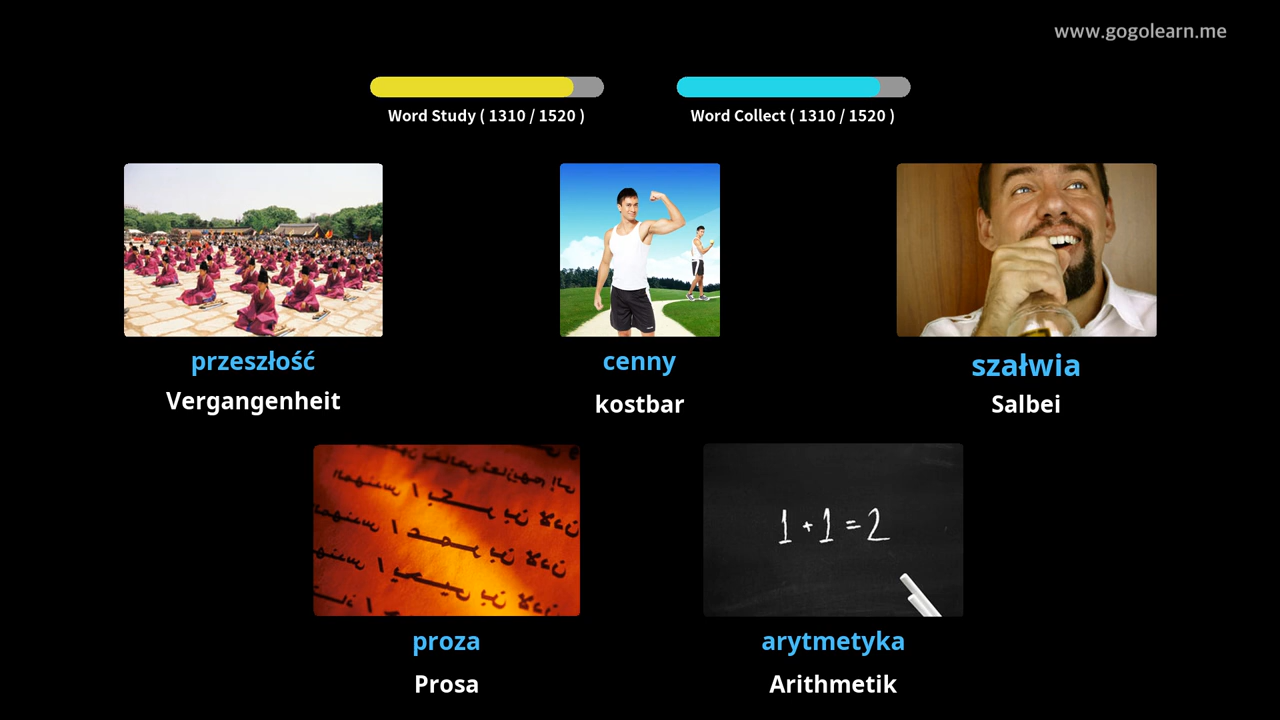 www.gogolearn.me
Word Study ( 1310 / 1520 )
Word Collect ( 1310 / 1520 )
przeszłość
Vergangenheit
cenny
kostbar
szałwia
Salbei
1 + 1 = 2
proza
Prosa
arytmetyka
Arithmetik